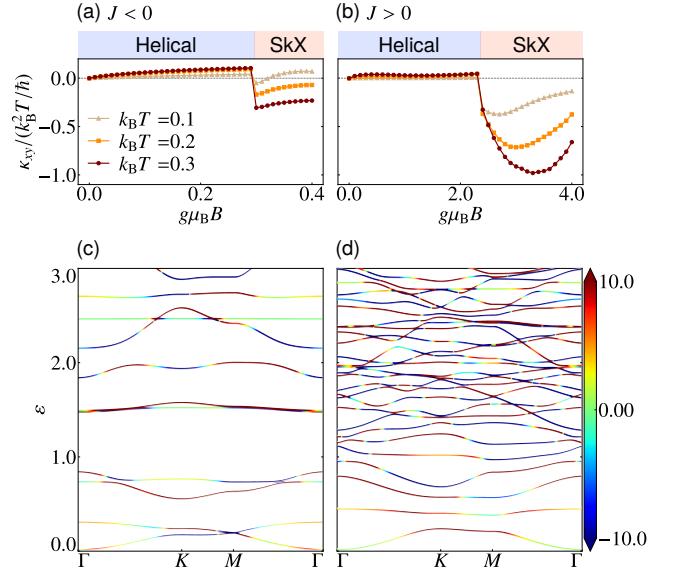 (a) J < 0
(b) J > 0
Helical SkX
Helical SkX
κxy/(k²BT/ħ)
0.0
−0.5
−1.0
kBT =0.1
kBT =0.2
kBT =0.3
0.0 0.2 0.4
0.0 2.0 4.0
gμBB
gμBB
(c)
(d)
ε
3.0
2.0
1.0
0.0
Γ K M Γ
Γ K M Γ
10.0
0.00
−10.0